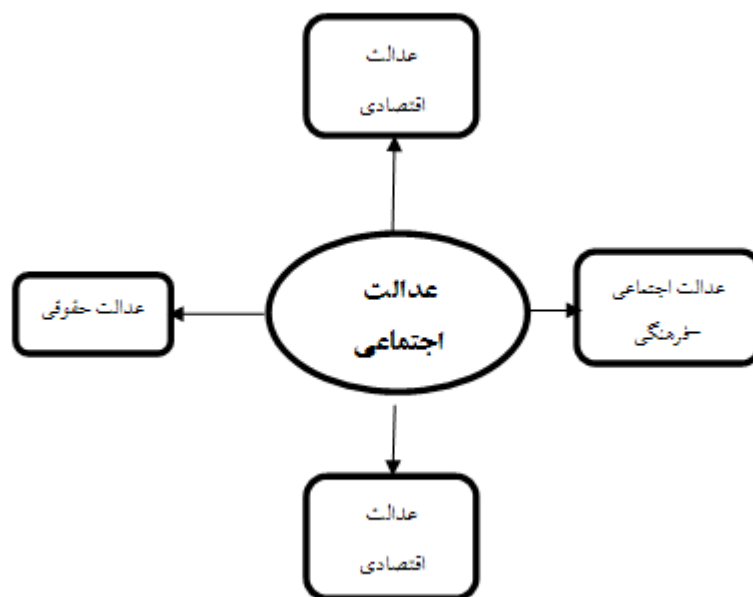 عدالت
اقتصادی
عدالت اجتماعی
-فرهنگی
عدالت
اجتماعی
عدالت حقوقی
عدالت
اقتصادی